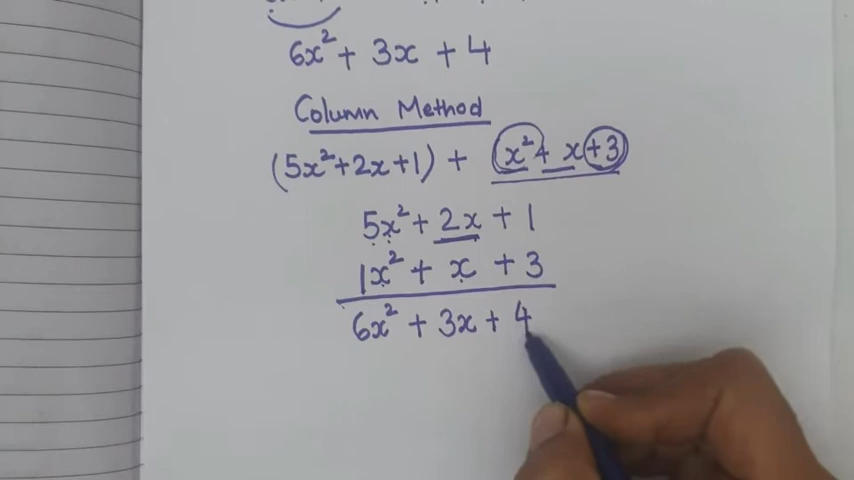 6x² + 3x + 4
Column Method
(5x²+2x+1) + x²+ x+3
5x² + 2x + 1
1x² + x + 3
6x² + 3x + 4